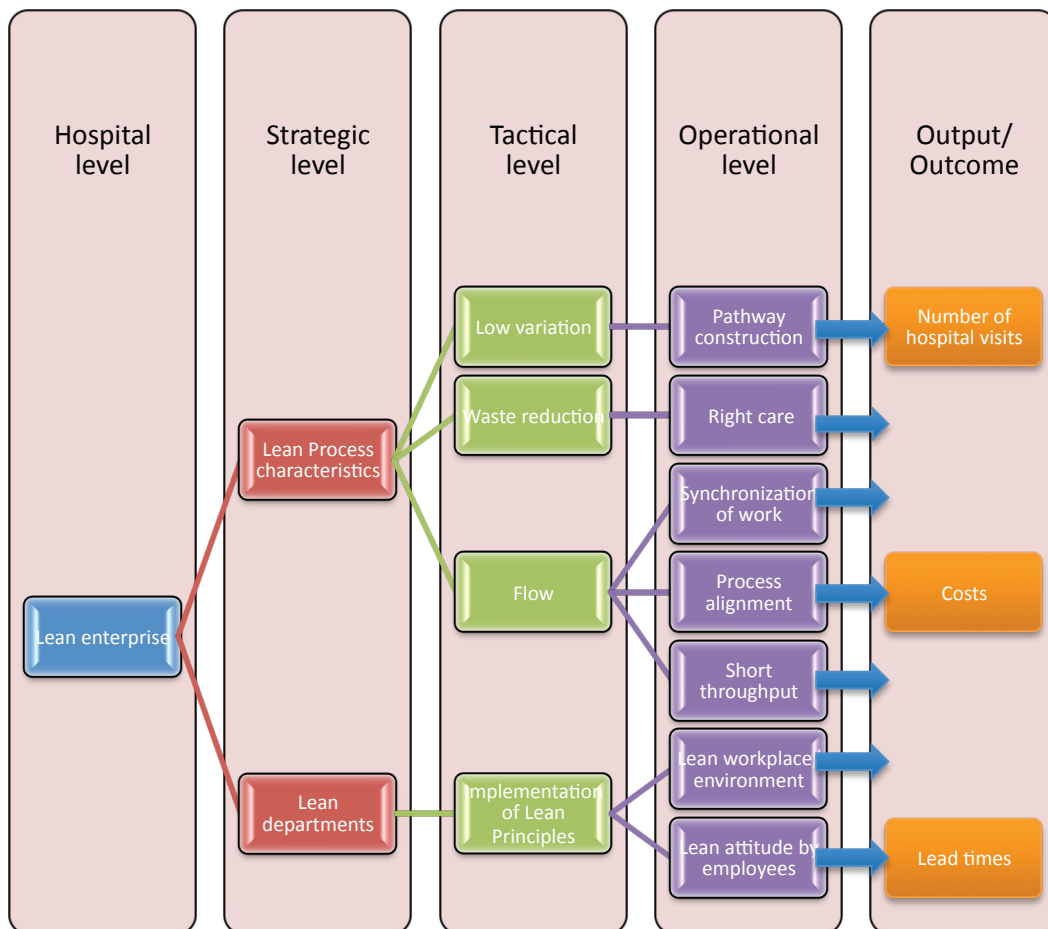 Hospital
level
Strategic
level
Tactical
level
Operational
level
Output/
Outcome
Lean enterprise
Lean Process
characteristics
Lean
departments
Low variation
Waste reduction
Flow
Implementation
of Lean
Principles
Pathway
construction
Right care
Synchronization
of work
Process
alignment
Short
throughput
Lean workplace/
environment
Lean attitude by
employees
Number of
hospital visits
Costs
Lead times